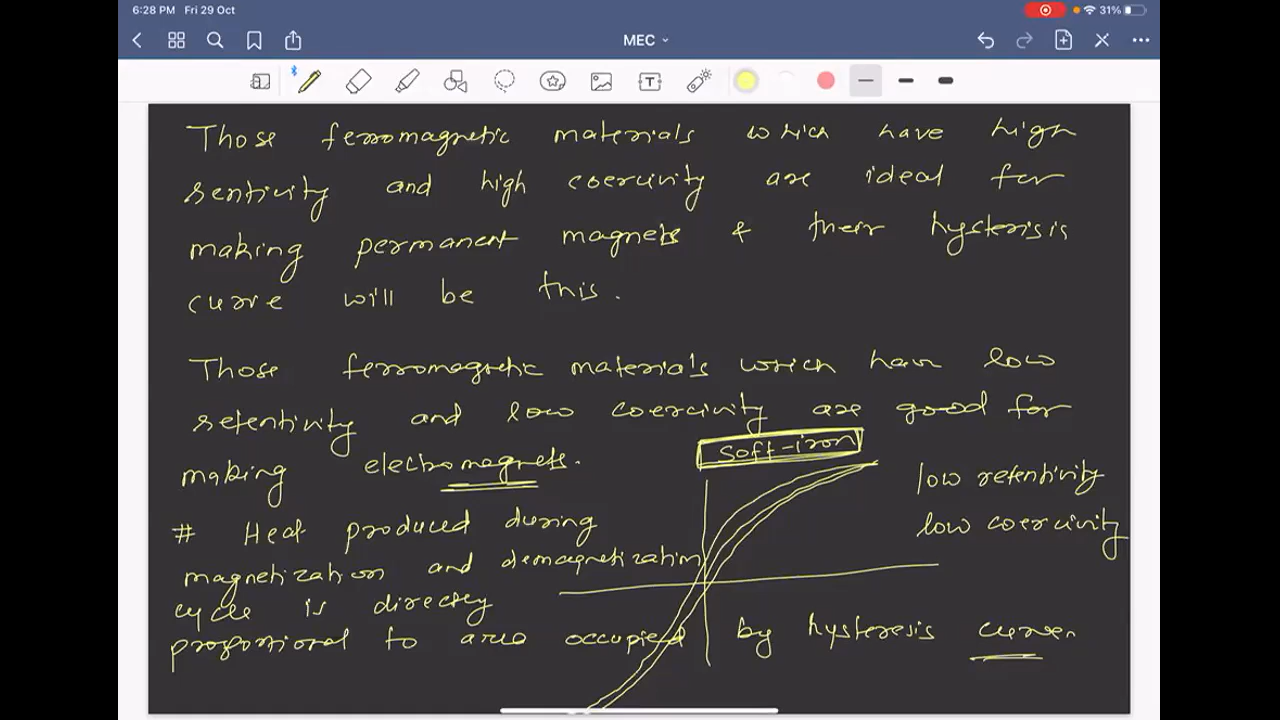 6:28 PM Fri 29 Oct
31%
MEC
Those ferromagnetic materials which have high
rentivity and high coercivity are ideal for
making permanent magnets & their hysterisis
curve will be this.
Those ferromagnetic materials which have low
retentivity and low coercivity are good for
making electromagnets.
soft-iron
low retentivity
low coercivity
# Heat produced during
magnetization and demagnetization
cycle is directly
proportional to area occupied by hysteresis curve